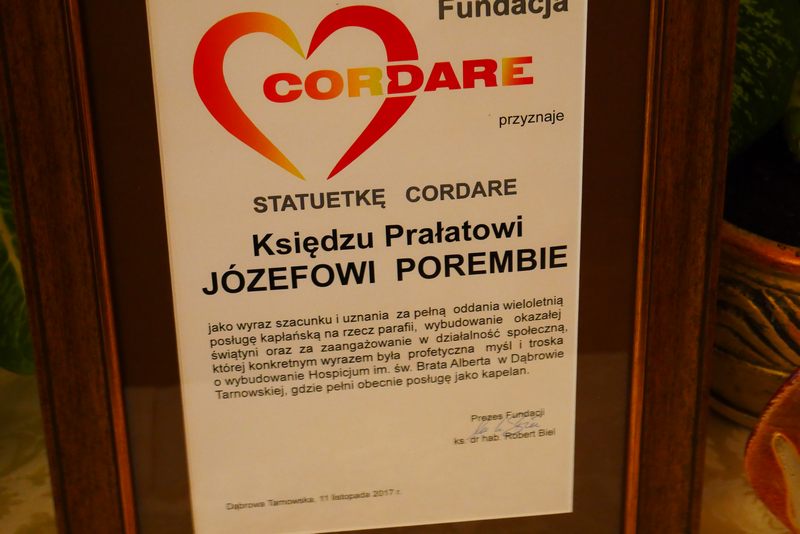 Fundacja
CORDARE
przyznaje
STATUETKĘ CORDARE
Księdzu Prałatowi
JÓZEFOWI POREMBIE
jako wyraz szacunku i uznania za pełną oddania wieloletnią
posługę kapłańską na rzecz parafii, wybudowanie okazałej
świątyni oraz za zaangażowanie w działalność społeczną,
której konkretnym wyrazem była profetyczna myśl i troska
o wybudowanie Hospicjum im. św. Brata Alberta w Dąbrowie
Tarnowskiej, gdzie pełni obecnie posługę jako kapelan.
Prezes Fundacji
ks. dr hab. Robert Biel
Dąbrowa Tarnowska, 11 listopada 2017 r.